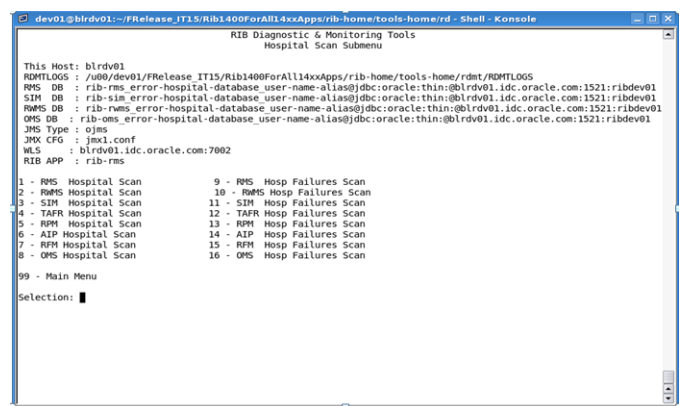 dev01@blrdv01:~/FRelease_IT15/Rib1400ForAll14xxApps/rib-home/tools-home/rd - Shell - Konsole
RIB Diagnostic & Monitoring Tools
Hospital Scan Submenu
This Host: blrdv01
RDMTLOGS : /u00/dev01/FRelease_IT15/Rib1400ForAll14xxApps/rib-home/tools-home/rdmt/RDMTLOGS
RMS DB : rib-rms_error-hospital-database_user-name-alias@jdbc:oracle:thin:@blrdv01.idc.oracle.com:1521:ribdev01
SIM DB : rib-sim_error-hospital-database_user-name-alias@jdbc:oracle:thin:@blrdv01.idc.oracle.com:1521:ribdev01
RWMS DB : rib-rwms_error-hospital-database_user-name-alias@jdbc:oracle:thin:@blrdv01.idc.oracle.com:1521:ribdev01
OMS DB : rib-oms_error-hospital-database_user-name-alias@jdbc:oracle:thin:@blrdv01.idc.oracle.com:1521:ribdev01
JMS Type : ojms
JMX CFG : jmx1.conf
WLS : blrdv01.idc.oracle.com:7002
RIB APP : rib-rms
1 - RMS Hospital Scan 9 - RMS Hosp Failures Scan
2 - RWMS Hospital Scan 10 - RWMS Hosp Failures Scan
3 - SIM Hospital Scan 11 - SIM Hosp Failures Scan
4 - TAFR Hospital Scan 12 - TAFR Hosp Failures Scan
5 - RPM Hospital Scan 13 - RPM Hosp Failures Scan
6 - AIP Hospital Scan 14 - AIP Hosp Failures Scan
7 - RFM Hospital Scan 15 - RFM Hosp Failures Scan
8 - OMS Hospital Scan 16 - OMS Hosp Failures Scan
99 - Main Menu
Selection: